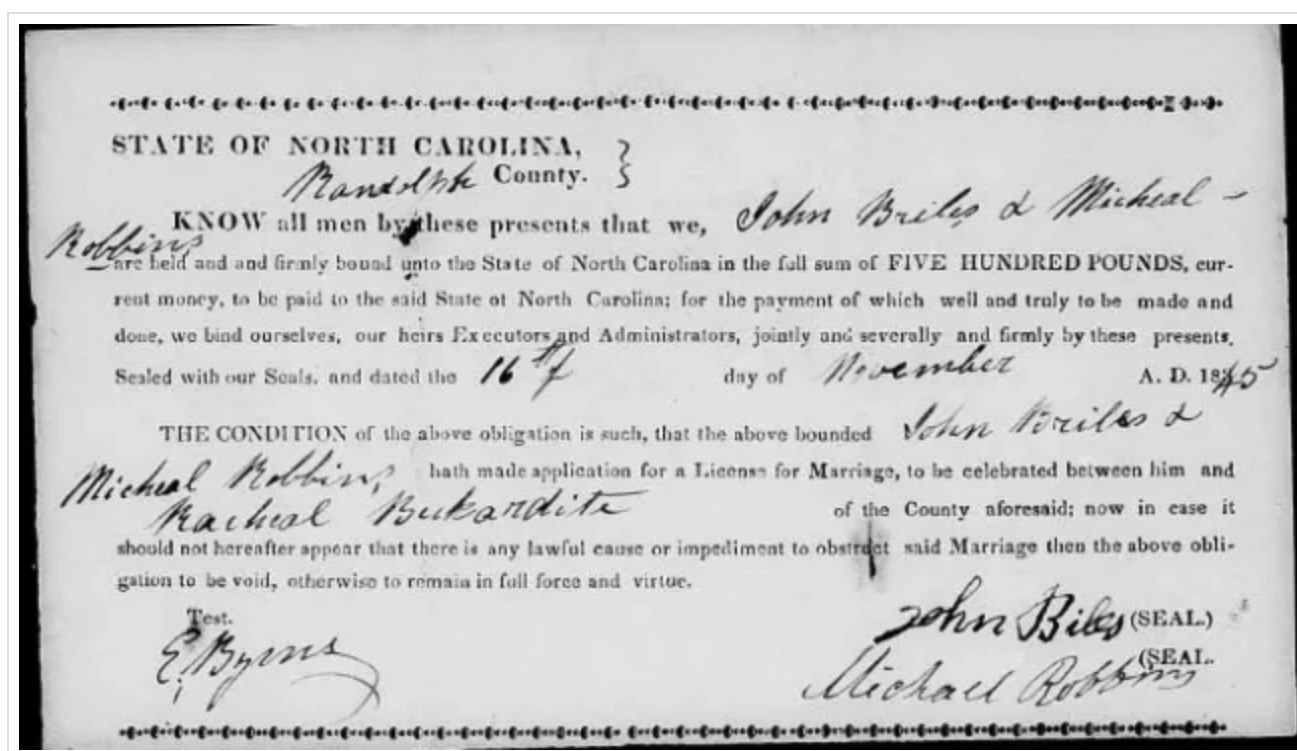 STATE OF NORTH CAROLINA,
Randolph County.
KNOW all men by these presents that we, John Briles & Micheal
Robbins
are held and and firmly bound unto the State of North Carolina in the full sum of FIVE HUNDRED POUNDS, cur-
rent money, to be paid to the said State of North Carolina; for the payment of which well and truly to be made and
done, we bind ourselves, our heirs Executors and Administrators, jointly and severally and firmly by these presents.
Sealed with our Seals, and dated the 16th day of November A. D. 1845
THE CONDITION of the above obligation is such, that the above bounded John Briles &
Micheal Robbins hath made application for a License for Marriage, to be celebrated between him and
Racheal Beckardite of the County aforesaid; now in case it
should not hereafter appear that there is any lawful cause or impediment to obstruct said Marriage then the above obli-
gation to be void, otherwise to remain in full force and virtue.
Test.
E. Byrns
John Biles (SEAL.)
Michael Robbins (SEAL.